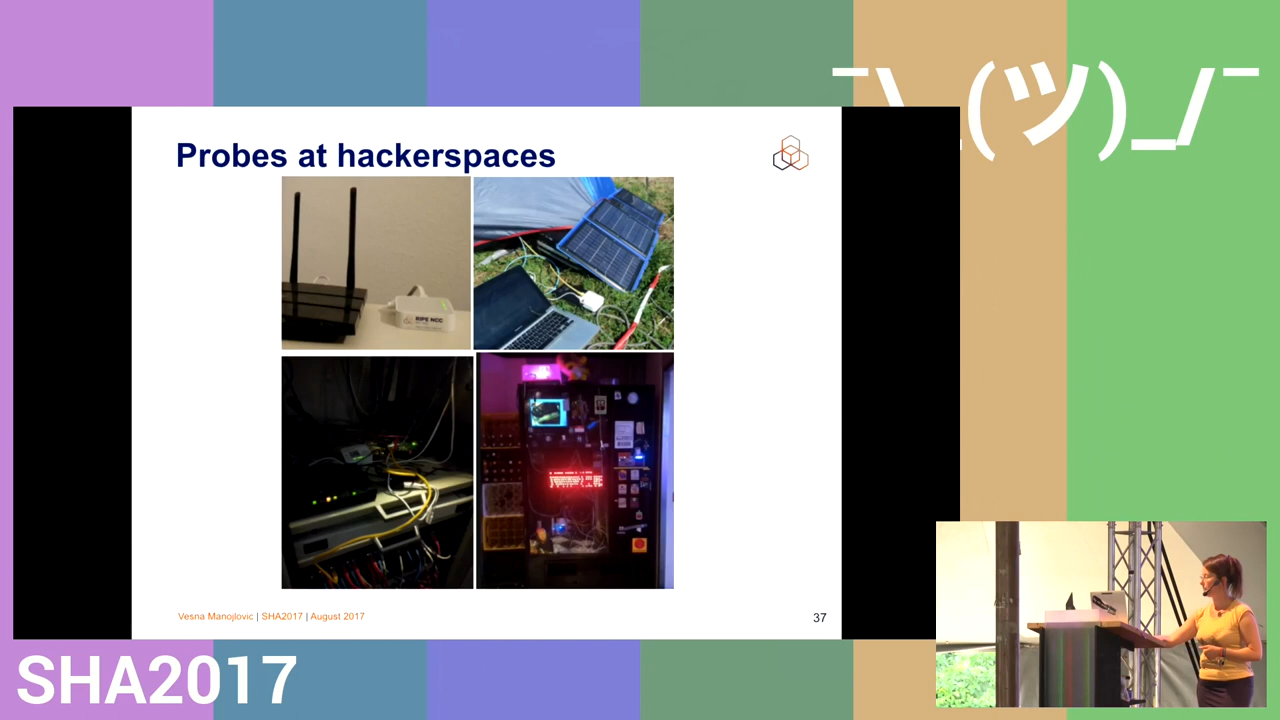 ¯\_(ツ)_/¯
Probes at hackerspaces
RIPE NCC
Vesna Manojlovic | SHA2017 | August 2017
37
SHA2017